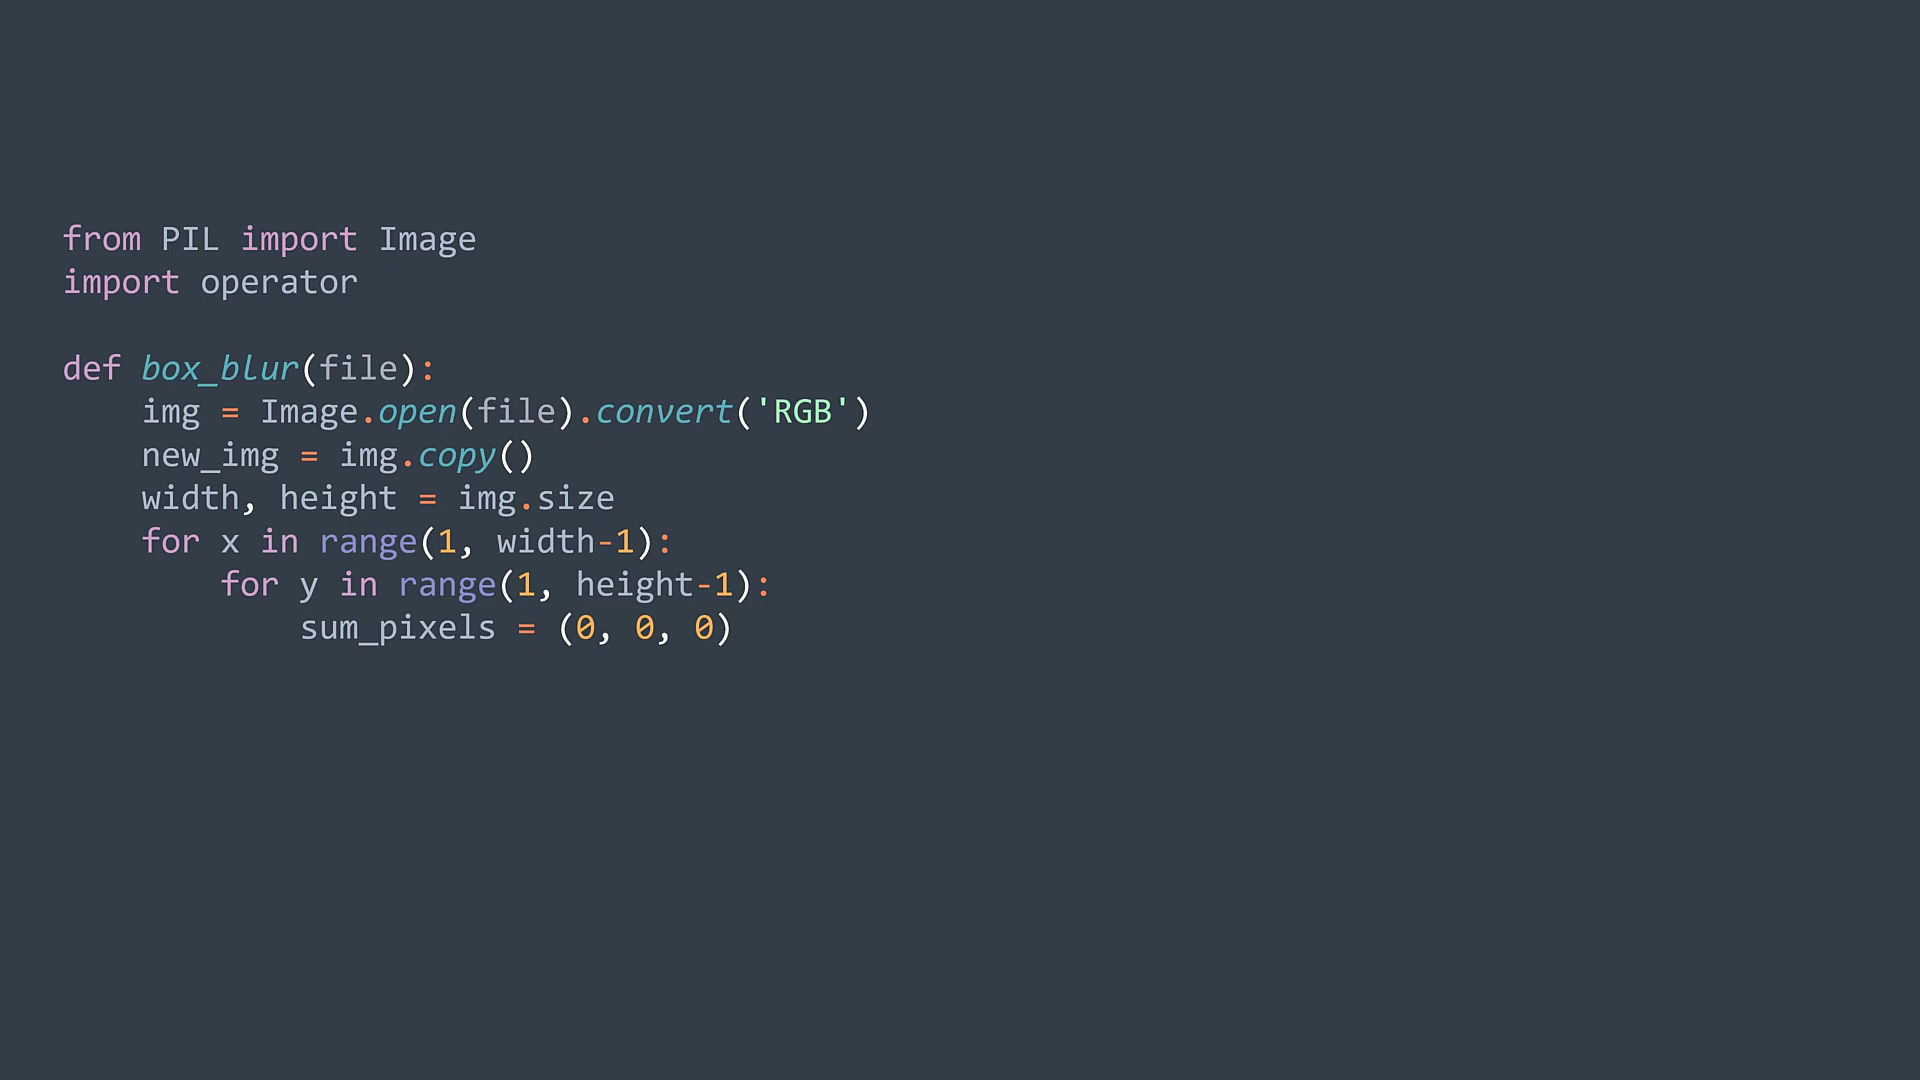 from PIL import Image
import operator

def box_blur(file):
    img = Image.open(file).convert('RGB')
    new_img = img.copy()
    width, height = img.size
    for x in range(1, width-1):
        for y in range(1, height-1):
            sum_pixels = (0, 0, 0)